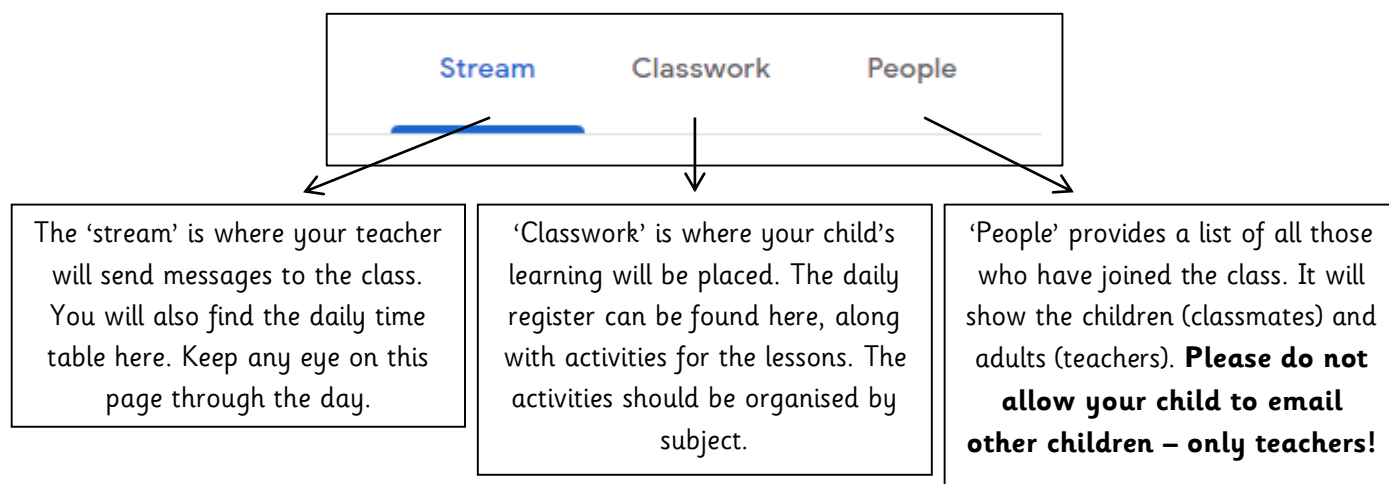 Stream Classwork People
The ‘stream’ is where your teacher
will send messages to the class.
You will also find the daily time
table here. Keep any eye on this
page through the day.
‘Classwork’ is where your child’s
learning will be placed. The daily
register can be found here, along
with activities for the lessons. The
activities should be organised by
subject.
‘People’ provides a list of all those
who have joined the class. It will
show the children (classmates) and
adults (teachers). Please do not
allow your child to email
other children – only teachers!